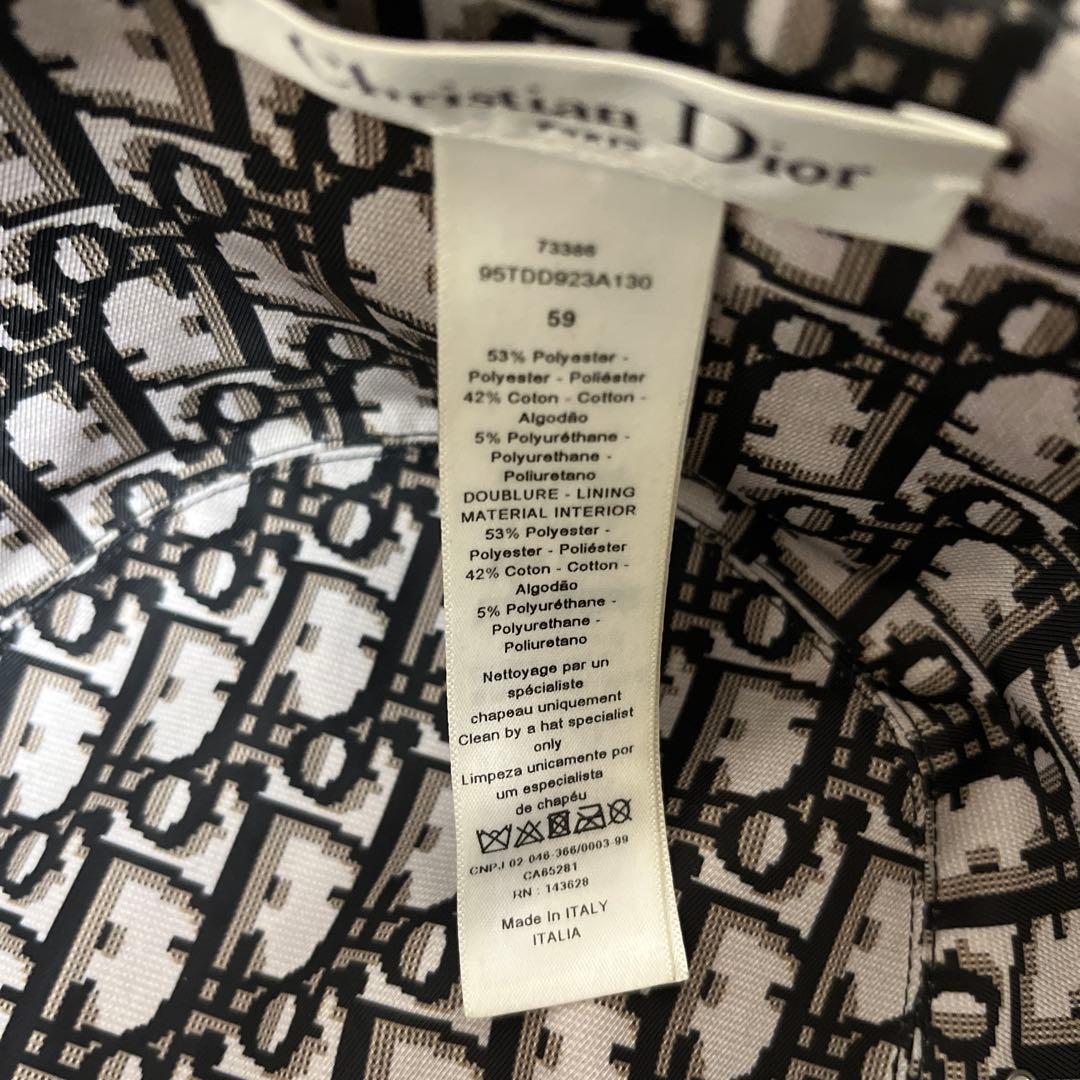 Christian Dior
PARIS
73386
95TDD923A130
59
53% Polyester -
Polyester - Poliéster
42% Coton - Cotton -
Algodão
5% Polyuréthane -
Polyurethane -
Poliuretano
DOUBLURE - LINING
MATERIAL INTERIOR
53% Polyester -
Polyester - Poliéster
42% Coton - Cotton -
Algodão
5% Polyuréthane -
Polyurethane -
Poliuretano
Nettoyage par un
spécialiste
chapeau uniquement
Clean by a hat specialist
only
Limpeza unicamente por
um especialista
de chapéu
CNPJ 02-046-366/0003-99
CA65281
RN : 143628
Made In ITALY
ITALIA